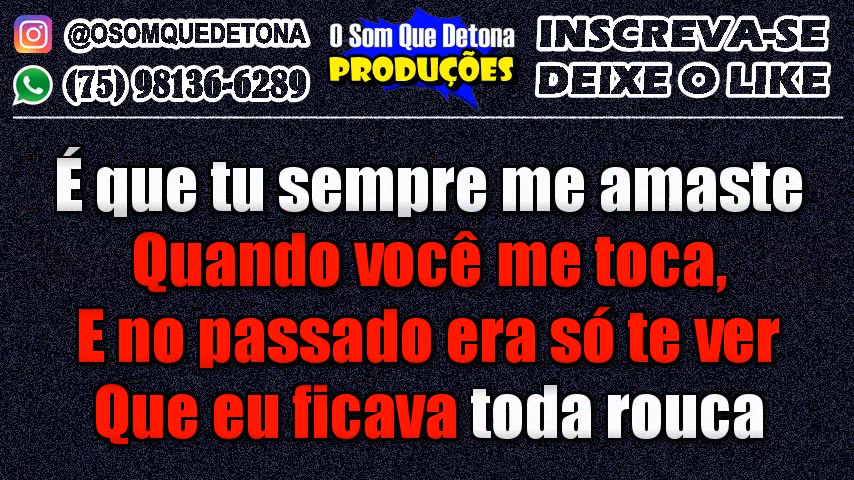 @OSOMQUEDETONA
(75) 98136-6289
O Som Que Detona
PRODUÇÕES
INSCREVA-SE
DEIXE O LIKE
É que tu sempre me amaste
Quando você me toca,
E no passado era só te ver
Que eu ficava toda rouca